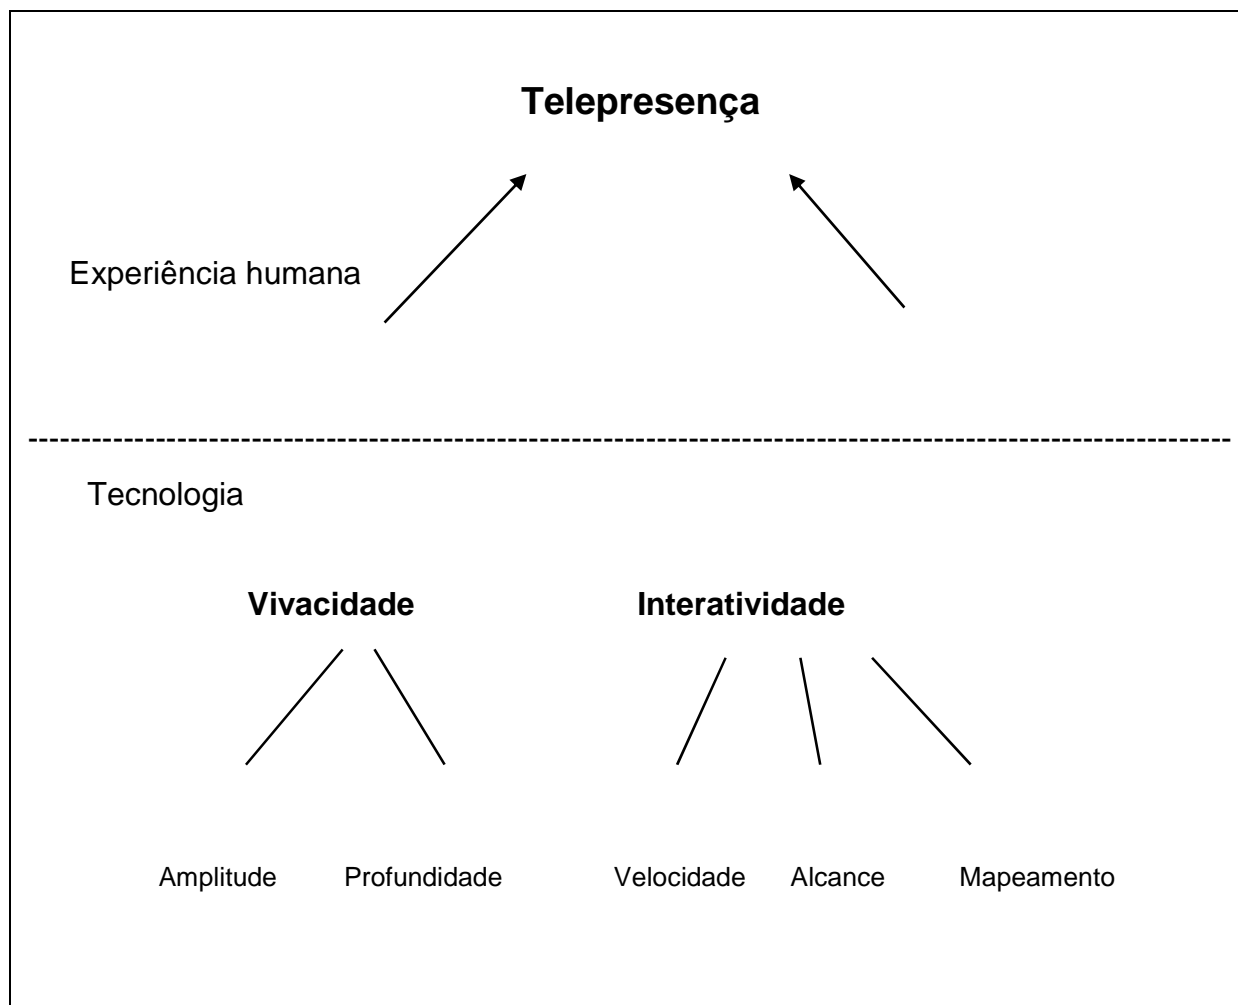 Telepresença
Experiência humana
Tecnologia
Vivacidade Interatividade
Amplitude Profundidade Velocidade Alcance Mapeamento